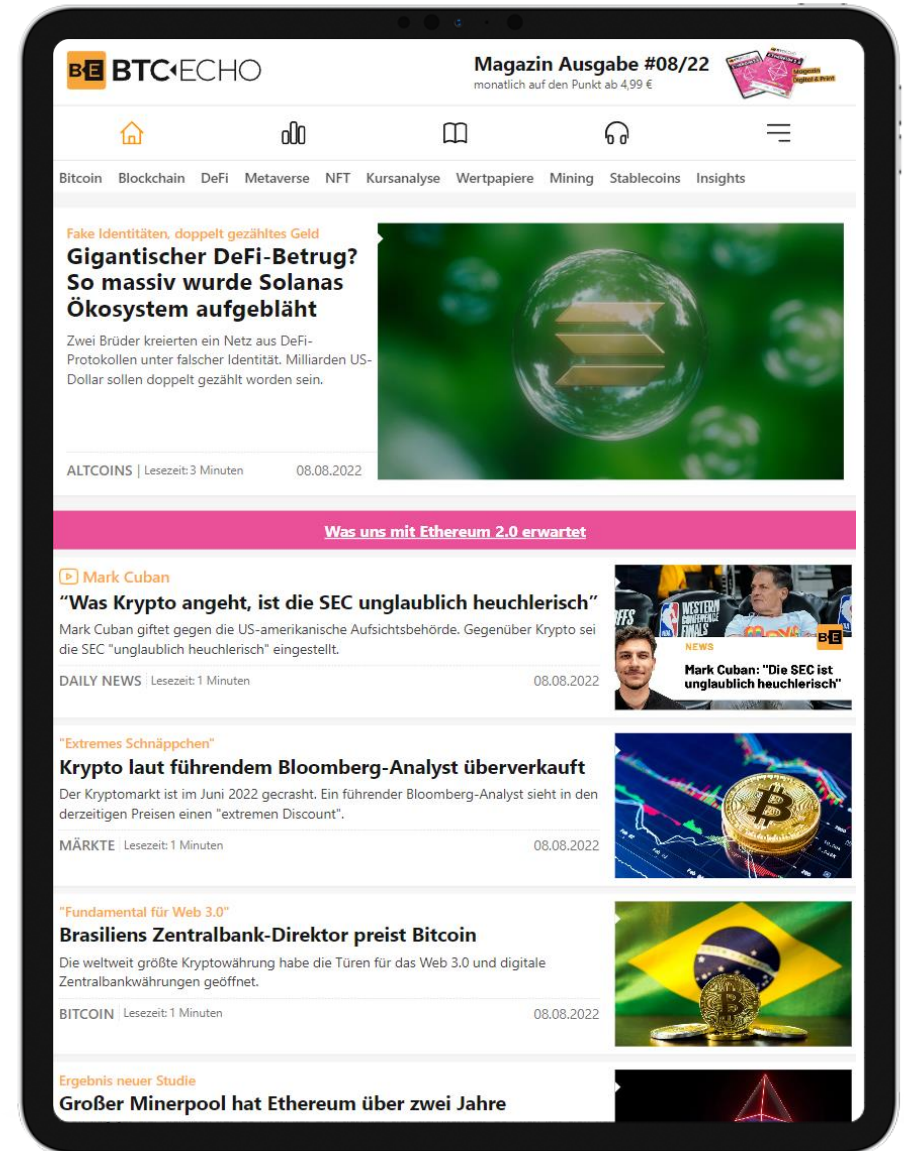 BE BTC ECHO
Magazin Ausgabe #08/22
monatlich auf den Punkt ab 4,99 €
Magazin
Digital & Print
Bitcoin Blockchain DeFi Metaverse NFT Kursanalyse Wertpapiere Mining Stablecoins Insights
Fake Identitäten, doppelt gezähltes Geld
Gigantischer DeFi-Betrug?
So massiv wurde Solanas
Ökosystem aufgebläht
Zwei Brüder kreierten ein Netz aus DeFi-
Protokollen unter falscher Identität. Milliarden US-
Dollar sollen doppelt gezählt worden sein.
ALTCOINS | Lesezeit: 3 Minuten 08.08.2022
Was uns mit Ethereum 2.0 erwartet
Mark Cuban
“Was Krypto angeht, ist die SEC unglaublich heuchlerisch”
Mark Cuban giftet gegen die US-amerikanische Aufsichtsbehörde. Gegenüber Krypto sei
die SEC "unglaublich heuchlerisch" eingestellt.
DAILY NEWS | Lesezeit: 1 Minuten 08.08.2022
WESTERN
CONFERENCE
FINALS
BE
NEWS
Mark Cuban: "Die SEC ist
unglaublich heuchlerisch"
"Extremes Schnäppchen"
Krypto laut führendem Bloomberg-Analyst überverkauft
Der Kryptomarkt ist im Juni 2022 gecrasht. Ein führender Bloomberg-Analyst sieht in den
derzeitigen Preisen einen "extremen Discount".
MÄRKTE | Lesezeit: 1 Minuten 08.08.2022
"Fundamental für Web 3.0"
Brasiliens Zentralbank-Direktor preist Bitcoin
Die weltweit größte Kryptowährung habe die Türen für das Web 3.0 und digitale
Zentralbankwährungen geöffnet.
BITCOIN | Lesezeit: 1 Minuten 08.08.2022
Ergebnis neuer Studie
Großer Minerpool hat Ethereum über zwei Jahre